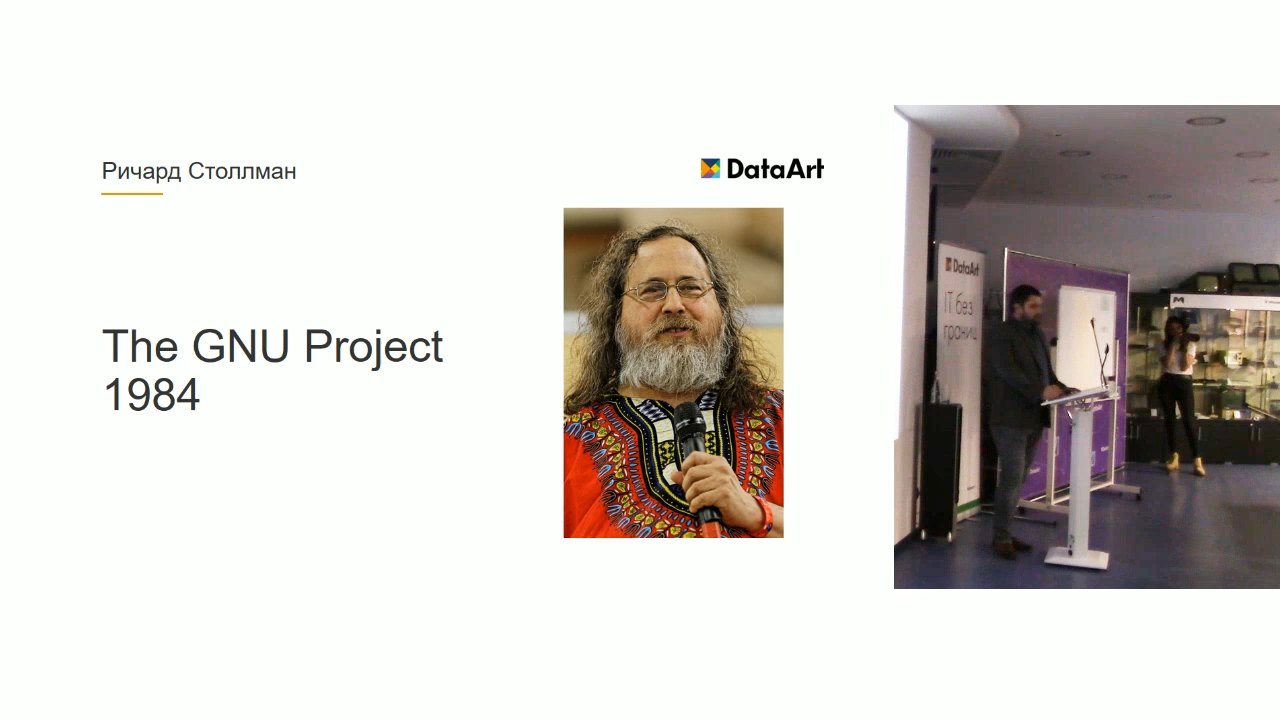 Ричард Столлман
DataArt
The GNU Project
1984
DataArt
IT без
границ